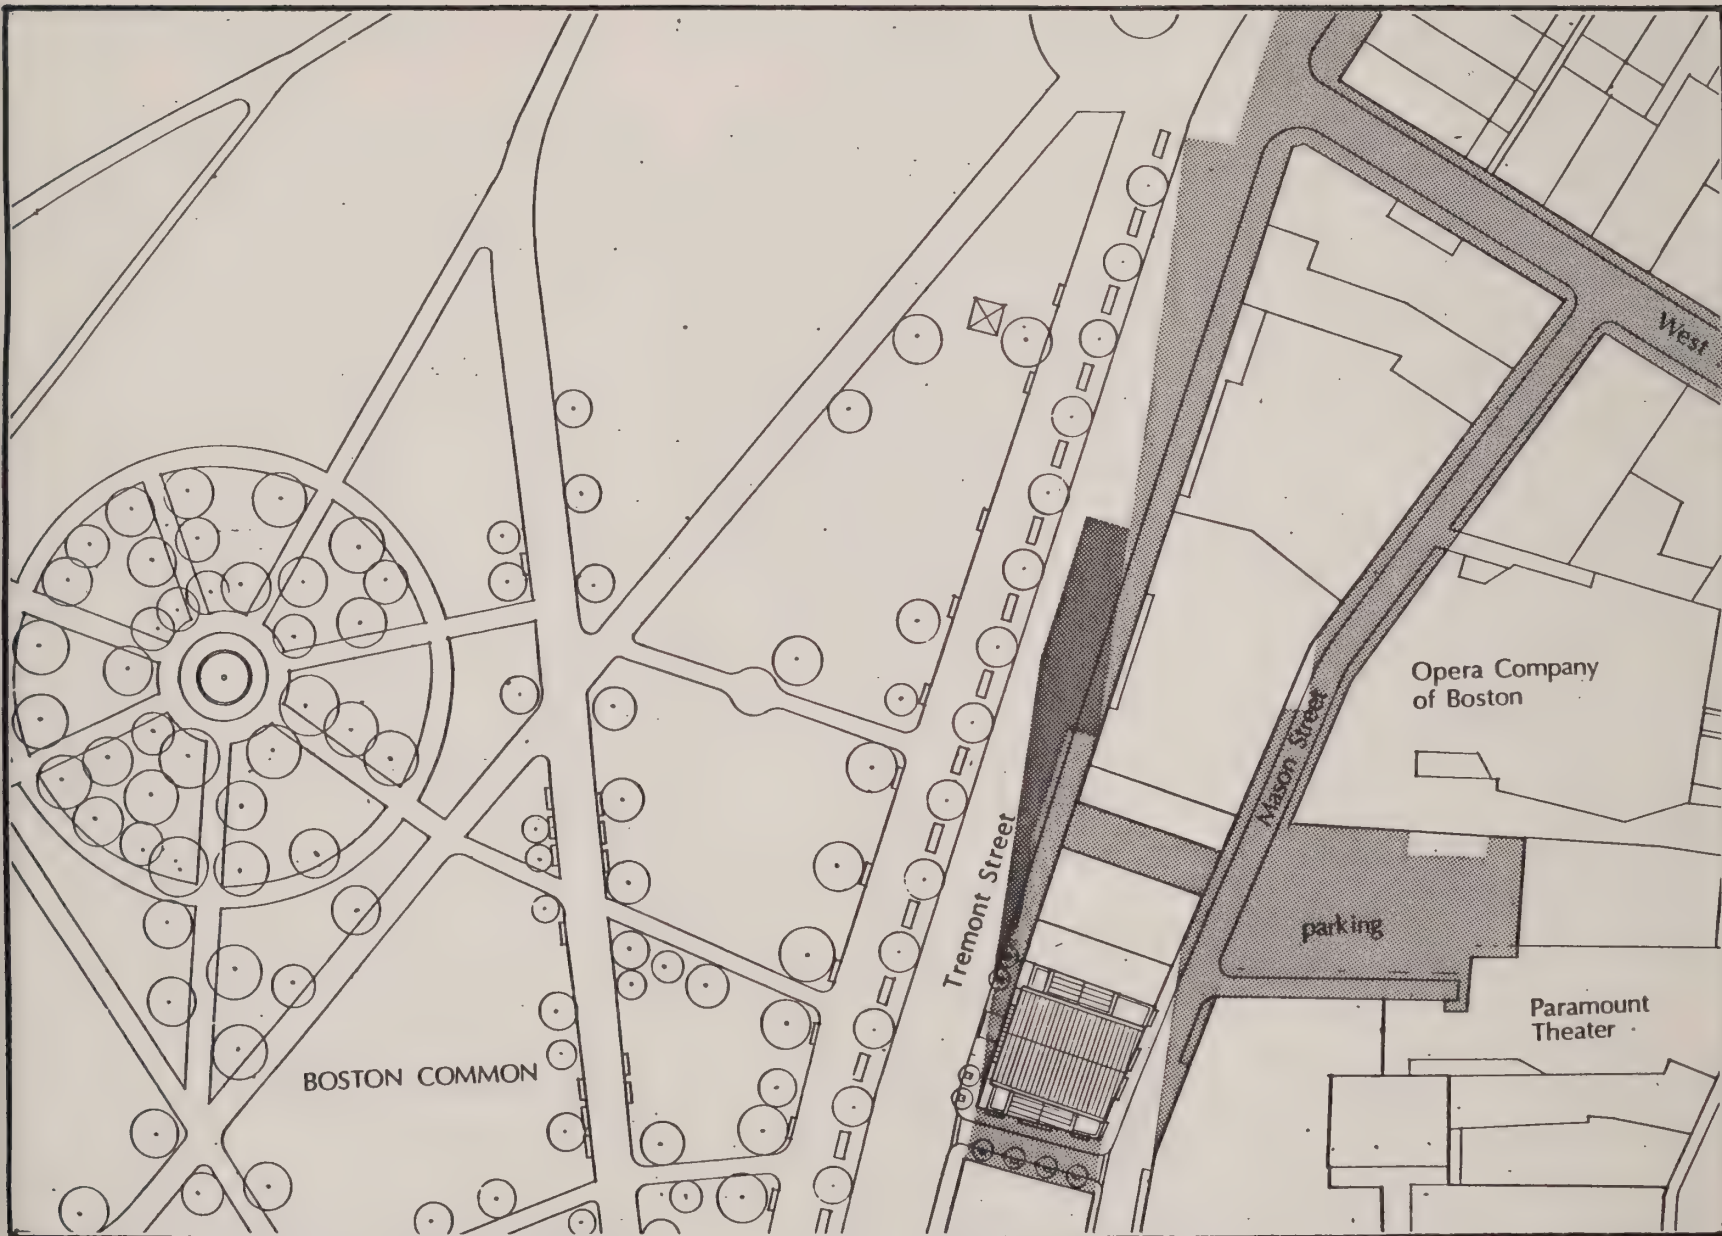 West
Opera Company
of Boston
Mason Street
Tremont Street
parking
Paramount
Theater
BOSTON COMMON